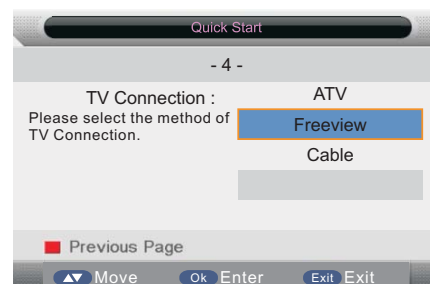 Quick Start
- 4 -
TV Connection :
Please select the method of
TV Connection.
ATV
Freeview
Cable
Previous Page
Move Ok Enter Exit Exit